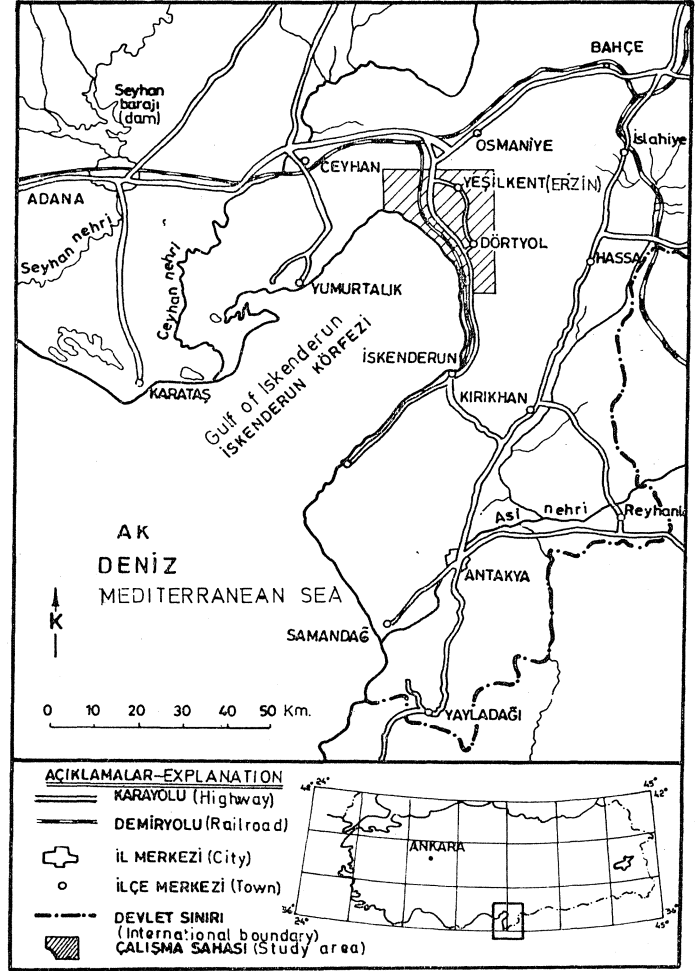 BAHÇE
Seyhan
barajı
(dam)
OSMANİYE
İslahiye
CEYHAN
YEŞİLKENT(ERZİN)
ADANA
Seyhan nehri
Ceyhan nehri
DÖRTYOL
HASSA
YUMURTALIK
Gulf of Iskenderun
İSKENDERUN KÖRFEZİ
İSKENDERUN
KARATAŞ
KIRIKHAN
Asi nehri
Reyhanlı
AK
DENİZ
MEDITERRANEAN SEA
ANTAKYA
K
SAMANDAĞ
YAYLADAĞI
0 10 20 30 40 50 Km.
AÇIKLAMALAR-EXPLANATION
KARAYOLU (Highway)
DEMİRYOLU (Railroad)
İL MERKEZİ (City)
İLÇE MERKEZİ (Town)
DEVLET SINIRI
(International boundary)
ÇALIŞMA SAHASI (Study area)
42° 24° 45° 42°
ANKARA
36° 24° 36° 45°